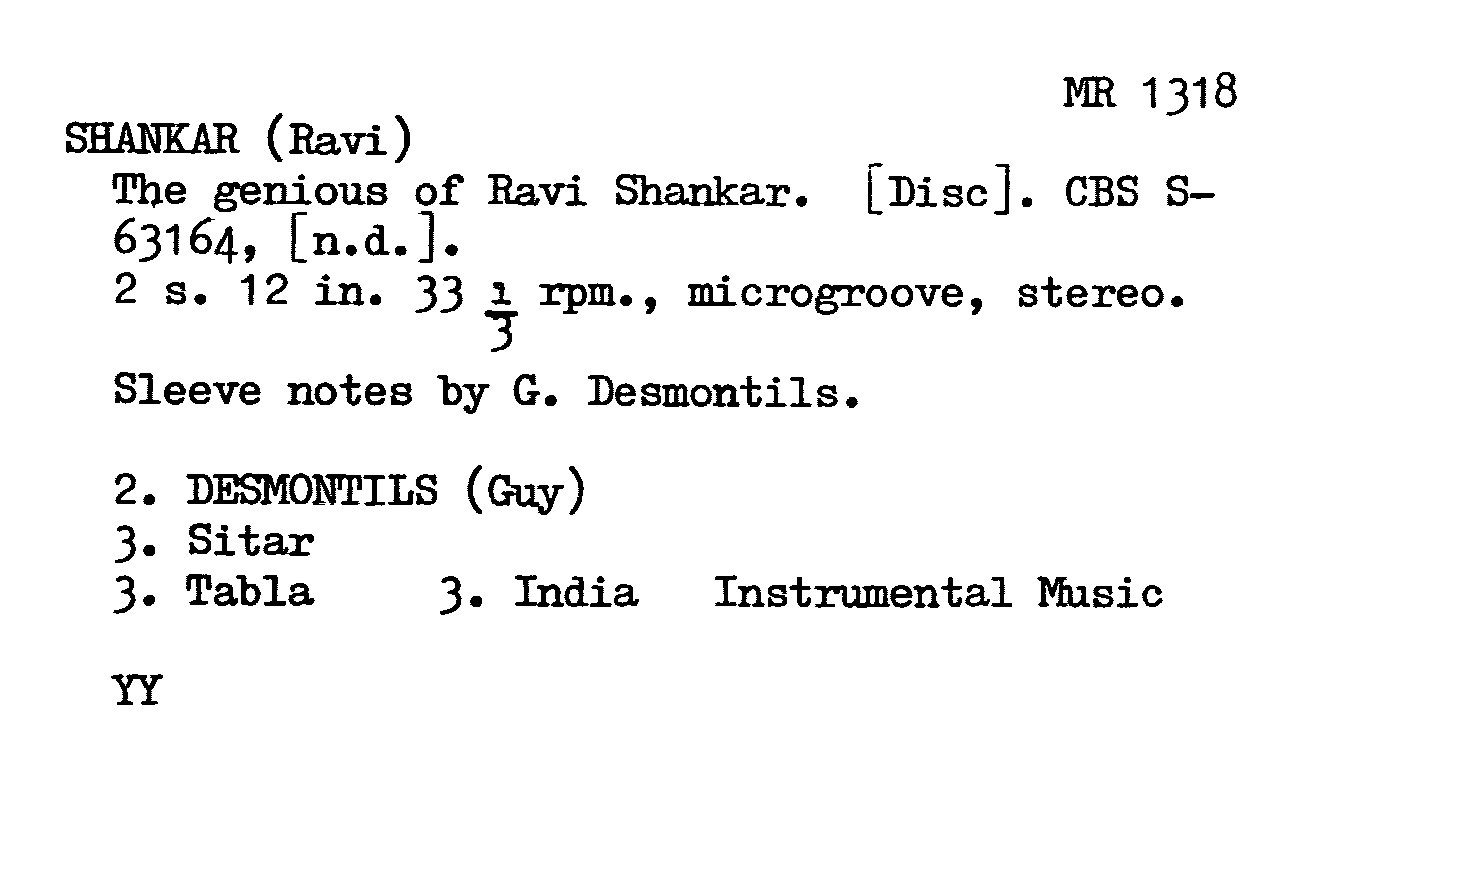 MR 1318
SHANKAR (Ravi)
The genious of Ravi Shankar. [Disc]. CBS S-
63164, [n.d.].
2 s. 12 in. 33 1/3 rpm., microgroove, stereo.
Sleeve notes by G. Desmontils.
2. DESMONTILS (Guy)
3. Sitar
3. Tabla 3. India Instrumental Music
YY